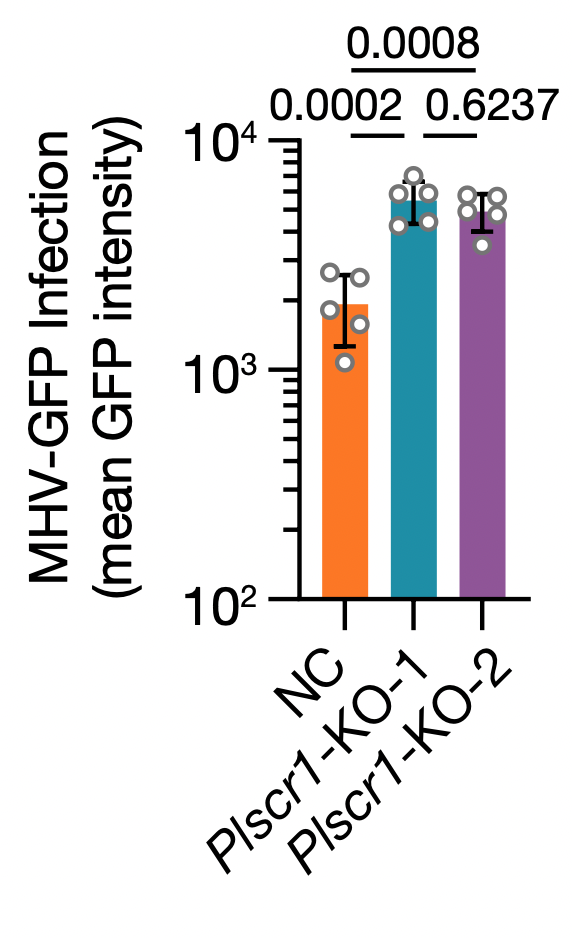 0.0008
0.0002 0.6237
MHV-GFP Infection
(mean GFP intensity)
10⁴
10³
10²
NC
Plscr1-KO-1
Plscr1-KO-2